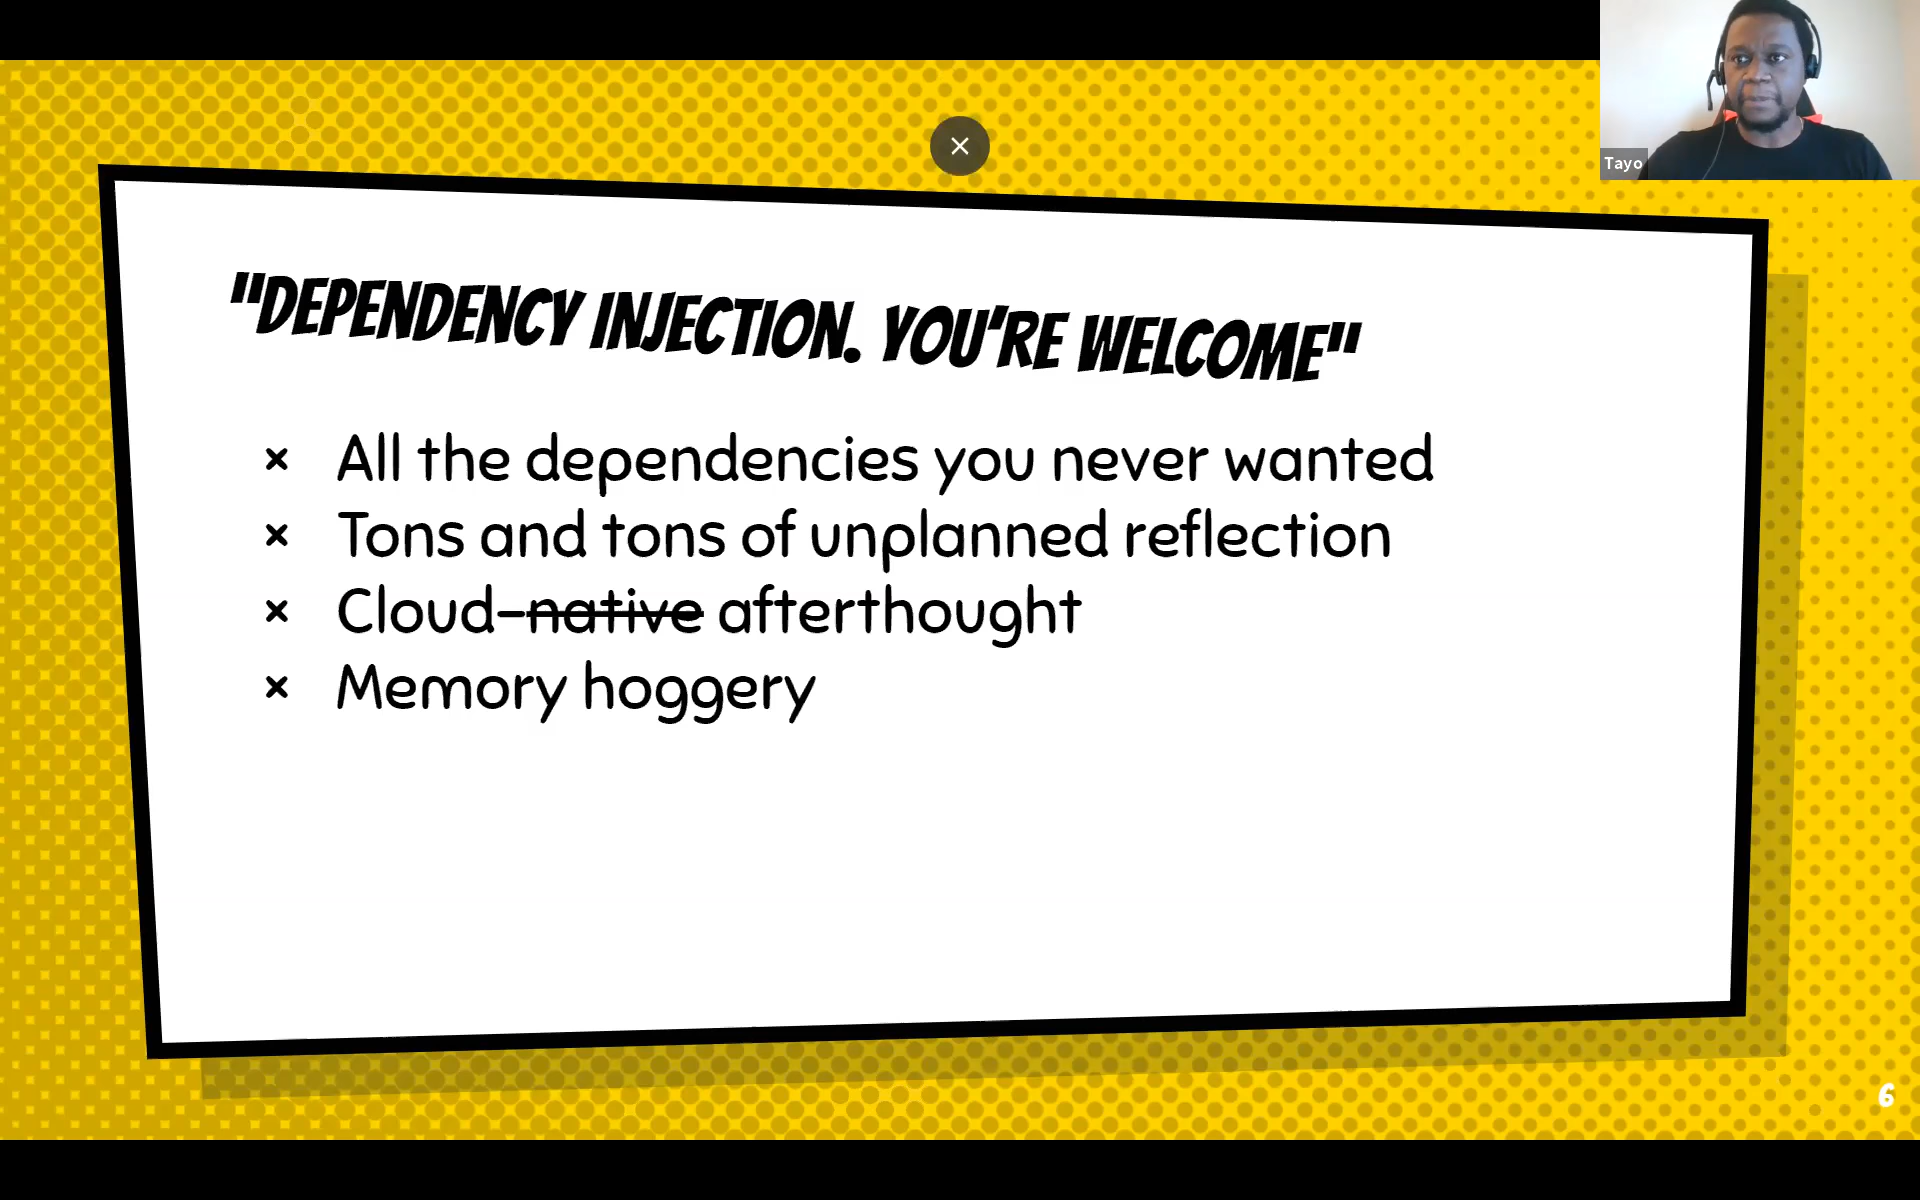 Tayo
"DEPENDENCY INJECTION. YOU'RE WELCOME"
× All the dependencies you never wanted
× Tons and tons of unplanned reflection
× Cloud-native afterthought
× Memory hoggery
6